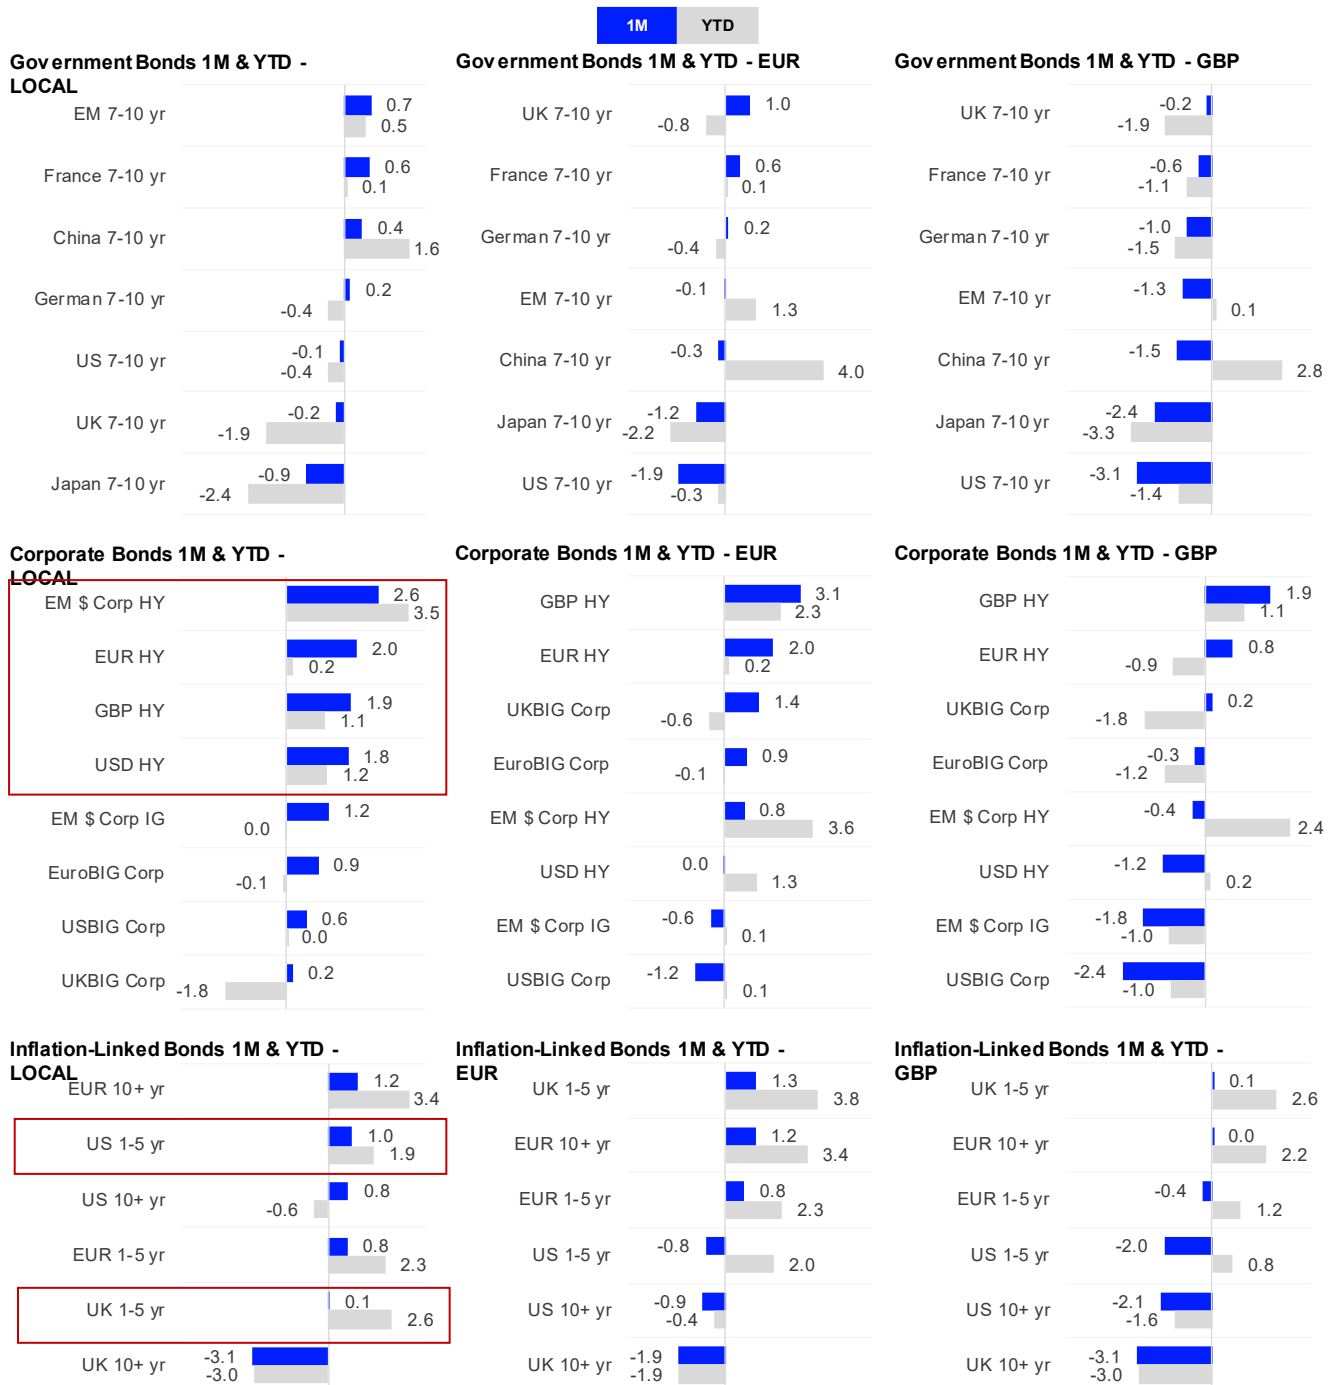 1M YTD
Government Bonds 1M & YTD -
LOCAL
EM 7-10 yr 0.7
0.5
France 7-10 yr 0.6
0.1
China 7-10 yr 0.4
1.6
German 7-10 yr 0.2
-0.4
US 7-10 yr -0.1
-0.4
UK 7-10 yr -0.2
-1.9
Japan 7-10 yr -0.9
-2.4
Government Bonds 1M & YTD - EUR
UK 7-10 yr 1.0
-0.8
France 7-10 yr 0.6
0.1
German 7-10 yr 0.2
-0.4
EM 7-10 yr -0.1
1.3
China 7-10 yr -0.3
4.0
Japan 7-10 yr -1.2
-2.2
US 7-10 yr -1.9
-0.3
Government Bonds 1M & YTD - GBP
UK 7-10 yr -0.2
-1.9
France 7-10 yr -0.6
-1.1
German 7-10 yr -1.0
-1.5
EM 7-10 yr -1.3
0.1
China 7-10 yr -1.5
2.8
Japan 7-10 yr -2.4
-3.3
US 7-10 yr -3.1
-1.4
Corporate Bonds 1M & YTD -
LOCAL
EM $ Corp HY 2.6
3.5
EUR HY 2.0
0.2
GBP HY 1.9
1.1
USD HY 1.8
1.2
EM $ Corp IG 1.2
0.0
EuroBIG Corp 0.9
-0.1
USBIG Corp 0.6
0.0
UKBIG Corp 0.2
-1.8
Corporate Bonds 1M & YTD - EUR
GBP HY 3.1
2.3
EUR HY 2.0
0.2
UKBIG Corp 1.4
-0.6
EuroBIG Corp 0.9
-0.1
EM $ Corp HY 0.8
3.6
USD HY 0.0
1.3
EM $ Corp IG -0.6
0.1
USBIG Corp -1.2
0.1
Corporate Bonds 1M & YTD - GBP
GBP HY 1.9
1.1
EUR HY 0.8
-0.9
UKBIG Corp 0.2
-1.8
EuroBIG Corp -0.3
-1.2
EM $ Corp HY -0.4
2.4
USD HY -1.2
0.2
EM $ Corp IG -1.8
-1.0
USBIG Corp -2.4
-1.0
Inflation-Linked Bonds 1M & YTD -
LOCAL
EUR 10+ yr 1.2
3.4
US 1-5 yr 1.0
1.9
US 10+ yr 0.8
-0.6
EUR 1-5 yr 0.8
2.3
UK 1-5 yr 0.1
2.6
UK 10+ yr -3.1
-3.0
Inflation-Linked Bonds 1M & YTD -
EUR
UK 1-5 yr 1.3
3.8
EUR 10+ yr 1.2
3.4
EUR 1-5 yr 0.8
2.3
US 1-5 yr -0.8
2.0
US 10+ yr -0.9
-0.4
UK 10+ yr -1.9
-1.9
Inflation-Linked Bonds 1M & YTD -
GBP
UK 1-5 yr 0.1
2.6
EUR 10+ yr 0.0
2.2
EUR 1-5 yr -0.4
1.2
US 1-5 yr -2.0
0.8
US 10+ yr -2.1
-1.6
UK 10+ yr -3.1
-3.0